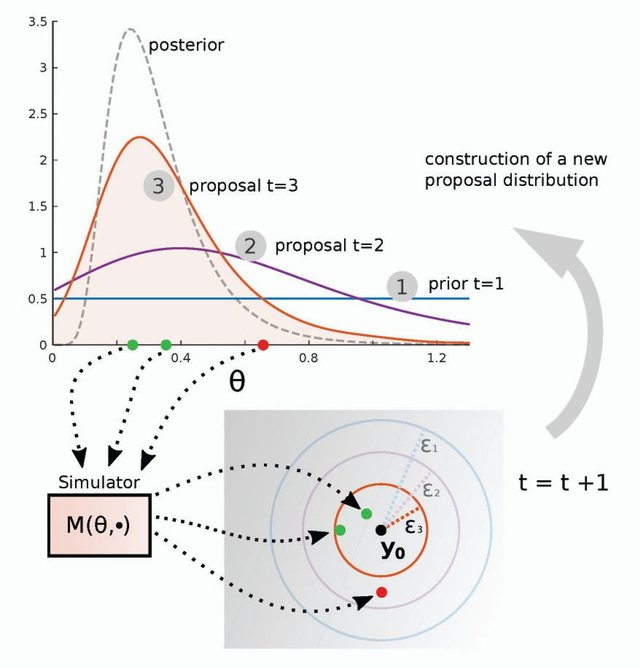 3.5
3
2.5
2
1.5
1
0.5
0
posterior
3 proposal t=3
2 proposal t=2
1 prior t=1
construction of a new
proposal distribution
0 0.4 0.8 1.2
θ
Simulator
M(θ,•)
ε₁
ε₂
ε₃
y₀
t = t +1